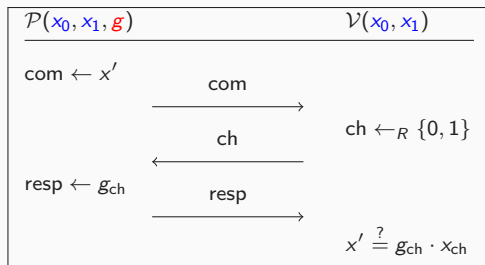 𝒫(x₀, x₁, g) 𝒱(x₀, x₁)
com ← x′
com
ch ←_R {0, 1}
ch
resp ← g_ch
resp
x′ ≟ g_ch · x_ch